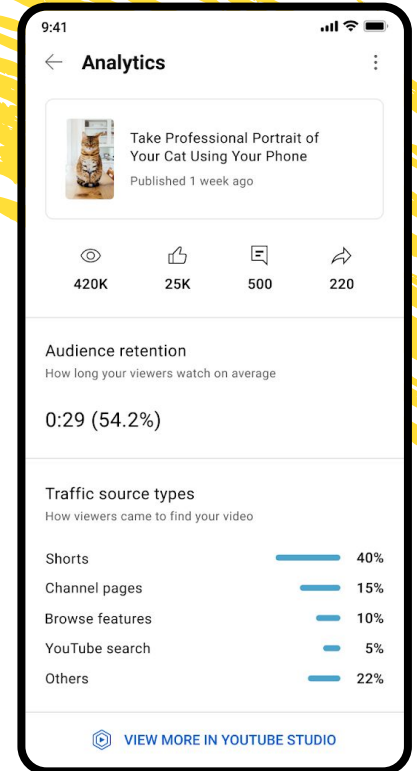 9:41
Analytics
Take Professional Portrait of
Your Cat Using Your Phone
Published 1 week ago
420K 25K 500 220
Audience retention
How long your viewers watch on average
0:29 (54.2%)
Traffic source types
How viewers came to find your video
Shorts 40%
Channel pages 15%
Browse features 10%
YouTube search 5%
Others 22%
VIEW MORE IN YOUTUBE STUDIO